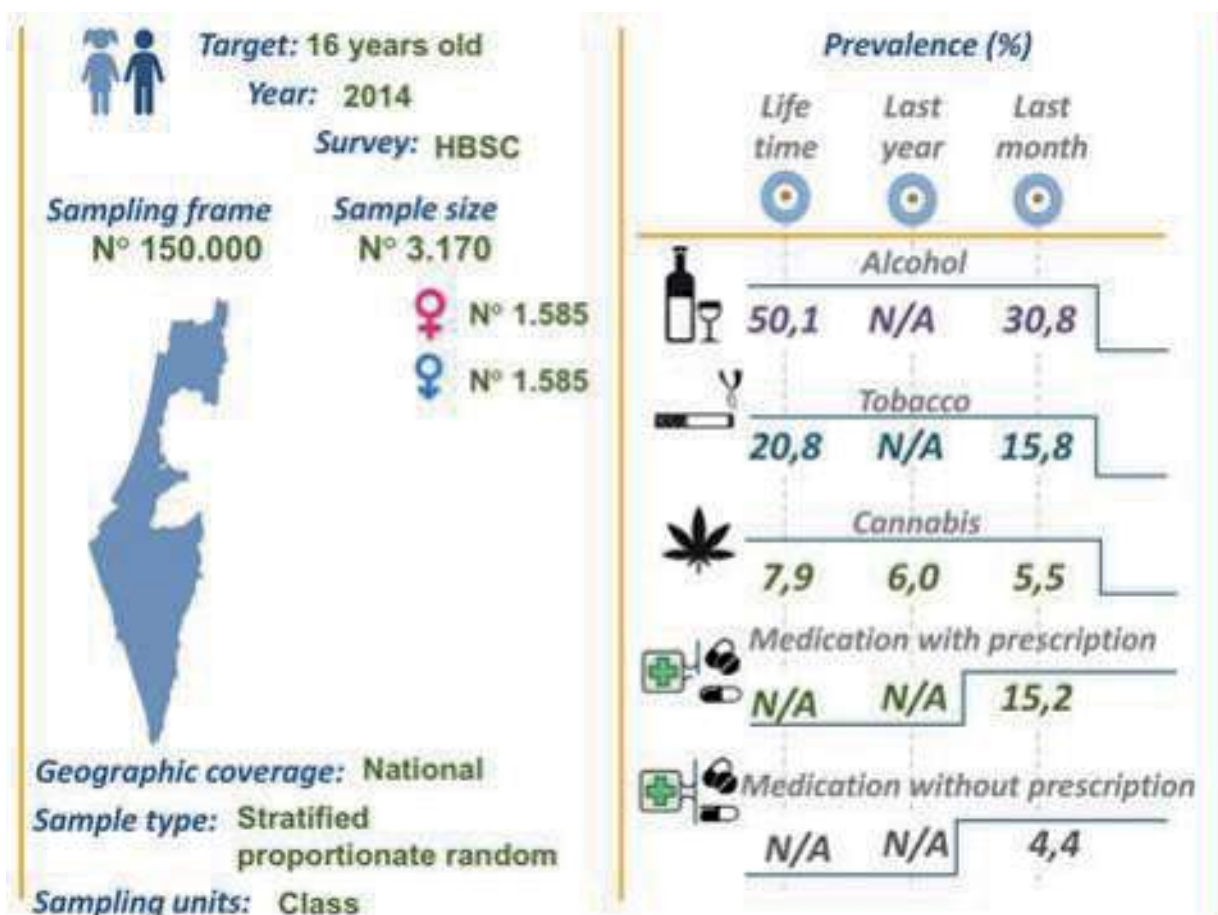 Target: 16 years old
Year: 2014
Survey: HBSC
Sampling frame
N° 150.000
Sample size
N° 3.170
N° 1.585
N° 1.585
Geographic coverage: National
Sample type: Stratified
proportionate random
Sampling units: Class
Prevalence (%)
Life Last Last
time year month
Alcohol
50,1 N/A 30,8
Tobacco
20,8 N/A 15,8
Cannabis
7,9 6,0 5,5
Medication with prescription
N/A N/A 15,2
Medication without prescription
N/A N/A 4,4